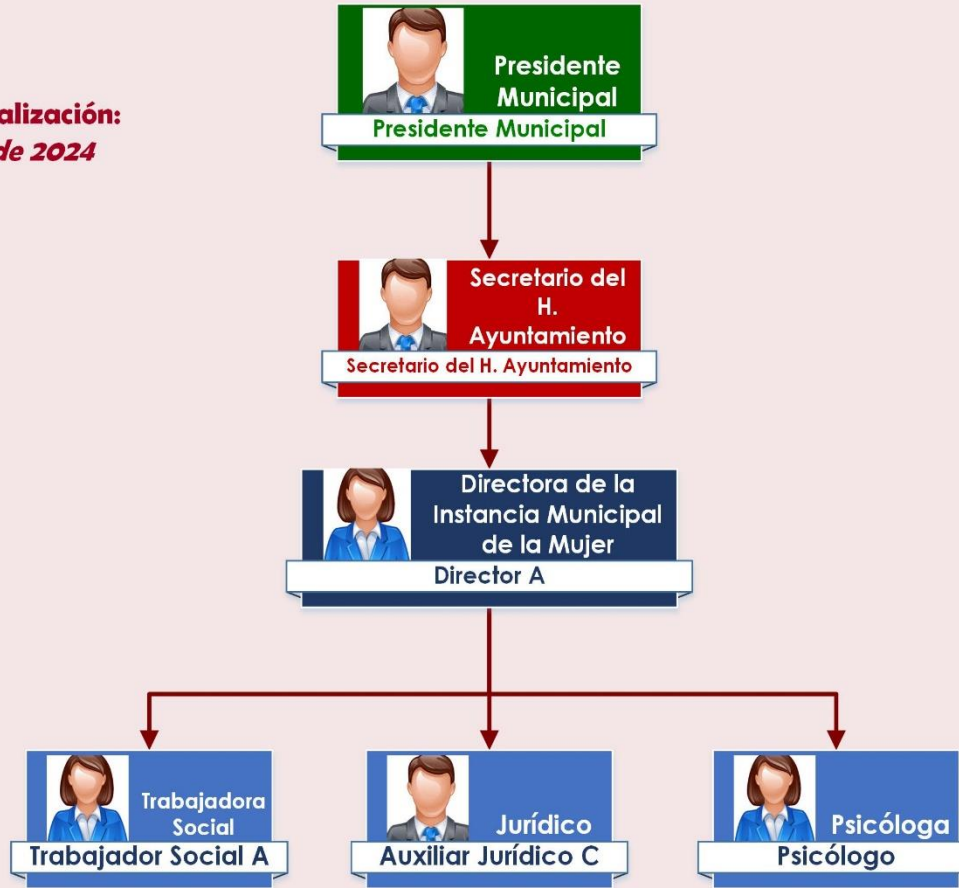 alización:
de 2024
Presidente
Municipal
Presidente Municipal
Secretario del
H.
Ayuntamiento
Secretario del H. Ayuntamiento
Directora de la
Instancia Municipal
de la Mujer
Director A
Trabajadora
Social
Trabajador Social A
Jurídico
Auxiliar Jurídico C
Psicóloga
Psicólogo